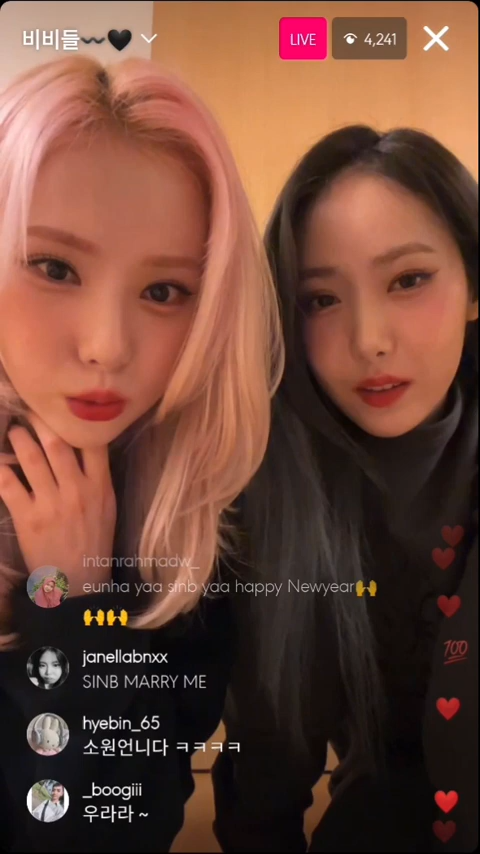 비비들〰️🖤
LIVE
4,241
intanrahmadw_
eunha yaa sinb yaa happy Newyear🙌
🙌🙌
janellabnxx
SINB MARRY ME
hyebin_65
소원언니다 ㅋㅋㅋㅋ
_boogiii
우라라 ~
💯